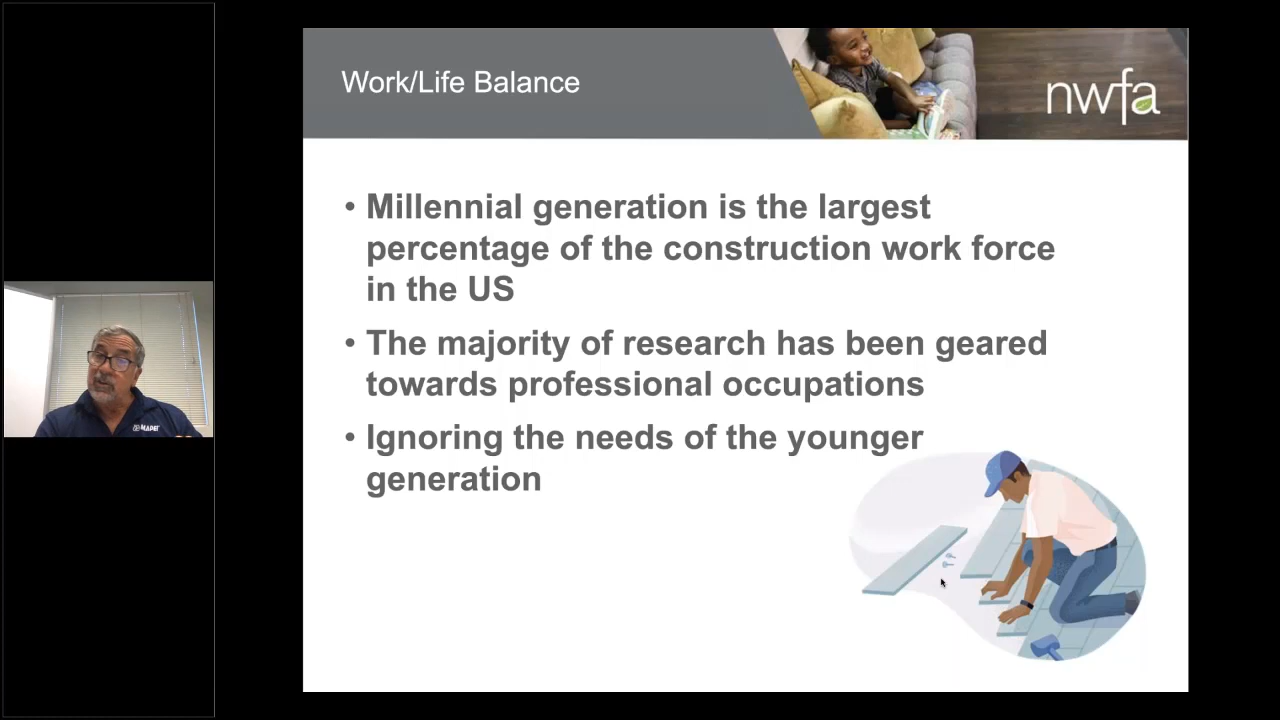 Work/Life Balance
nwfa
• Millennial generation is the largest
percentage of the construction work force
in the US
• The majority of research has been geared
towards professional occupations
• Ignoring the needs of the younger
generation
MAPEI